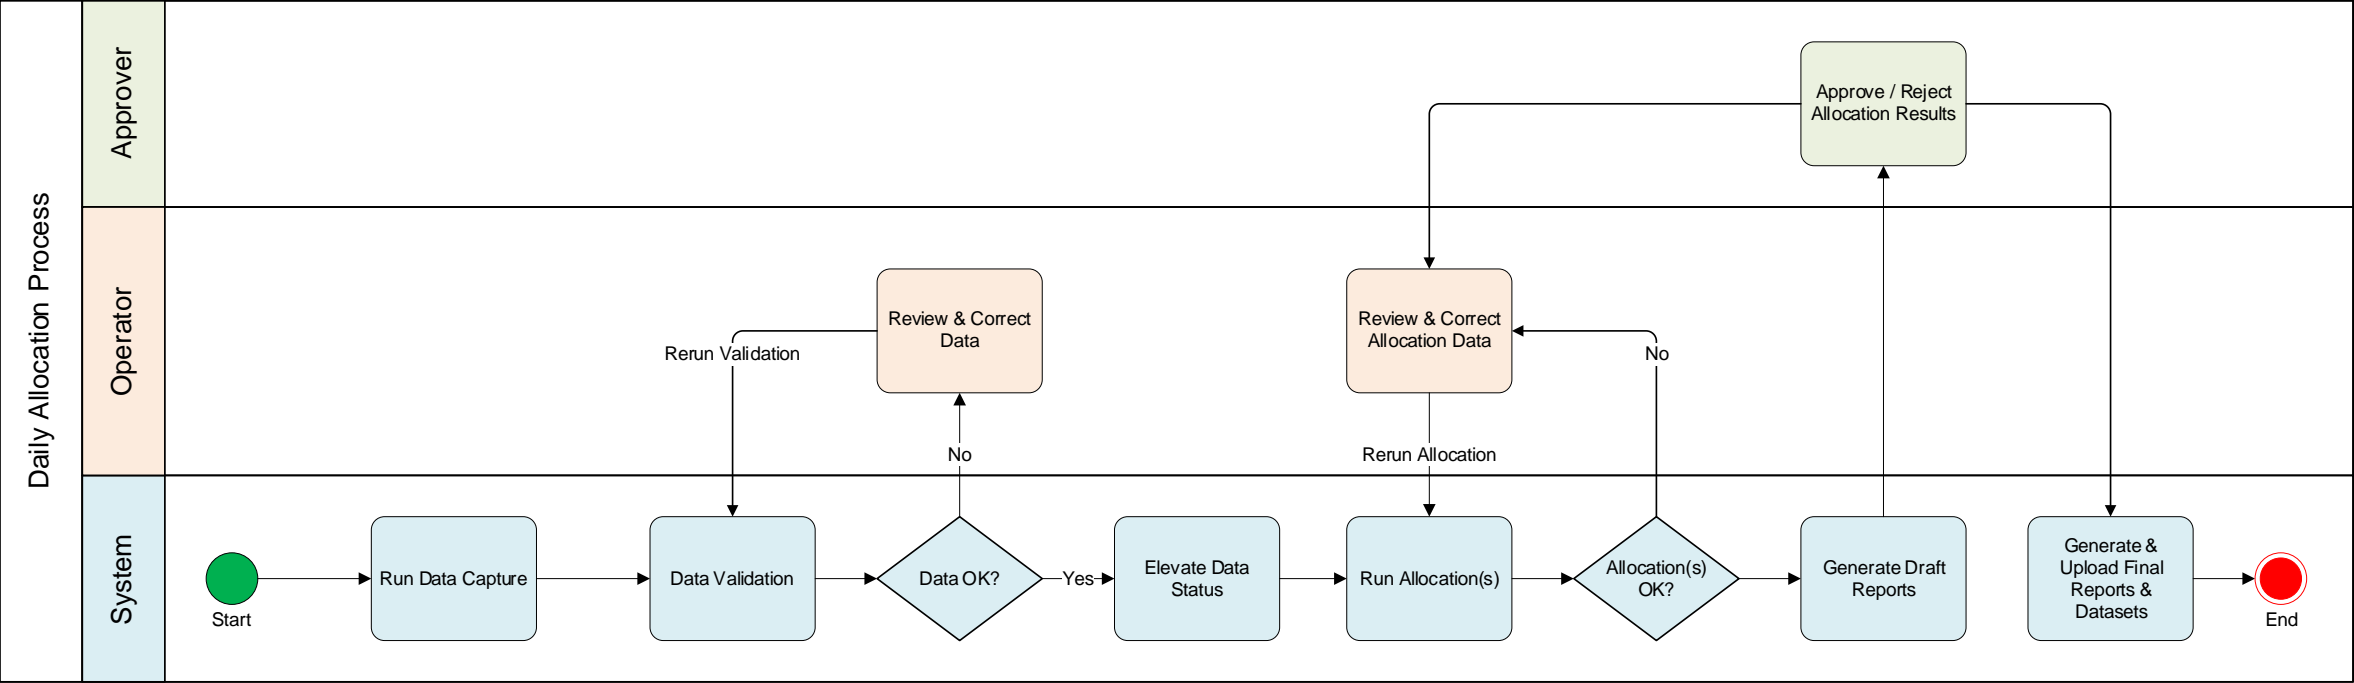 Daily Allocation Process
Approver
Approve / Reject
Allocation Results
Operator
Review & Correct
Data
Rerun Validation
No
Review & Correct
Allocation Data
No
Rerun Allocation
System
Start
Run Data Capture
Data Validation
Data OK?
Yes
Elevate Data
Status
Run Allocation(s)
Allocation(s)
OK?
Generate Draft
Reports
Generate &
Upload Final
Reports &
Datasets
End